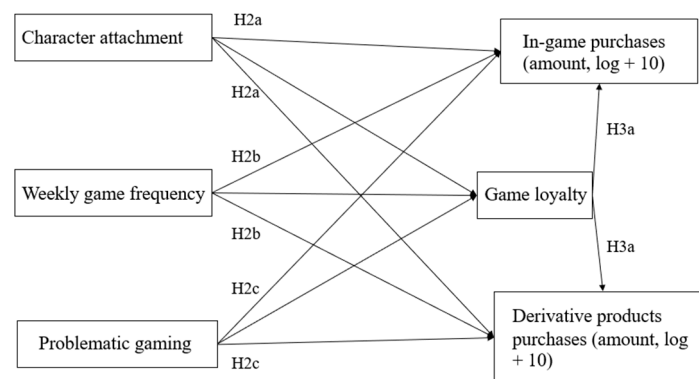 H2a
Character attachment
In-game purchases
(amount, log + 10)
H2a
H3a
H2b
Weekly game frequency
Game loyalty
H2b
H3a
H2c
Derivative products
purchases (amount, log
+ 10)
Problematic gaming
H2c